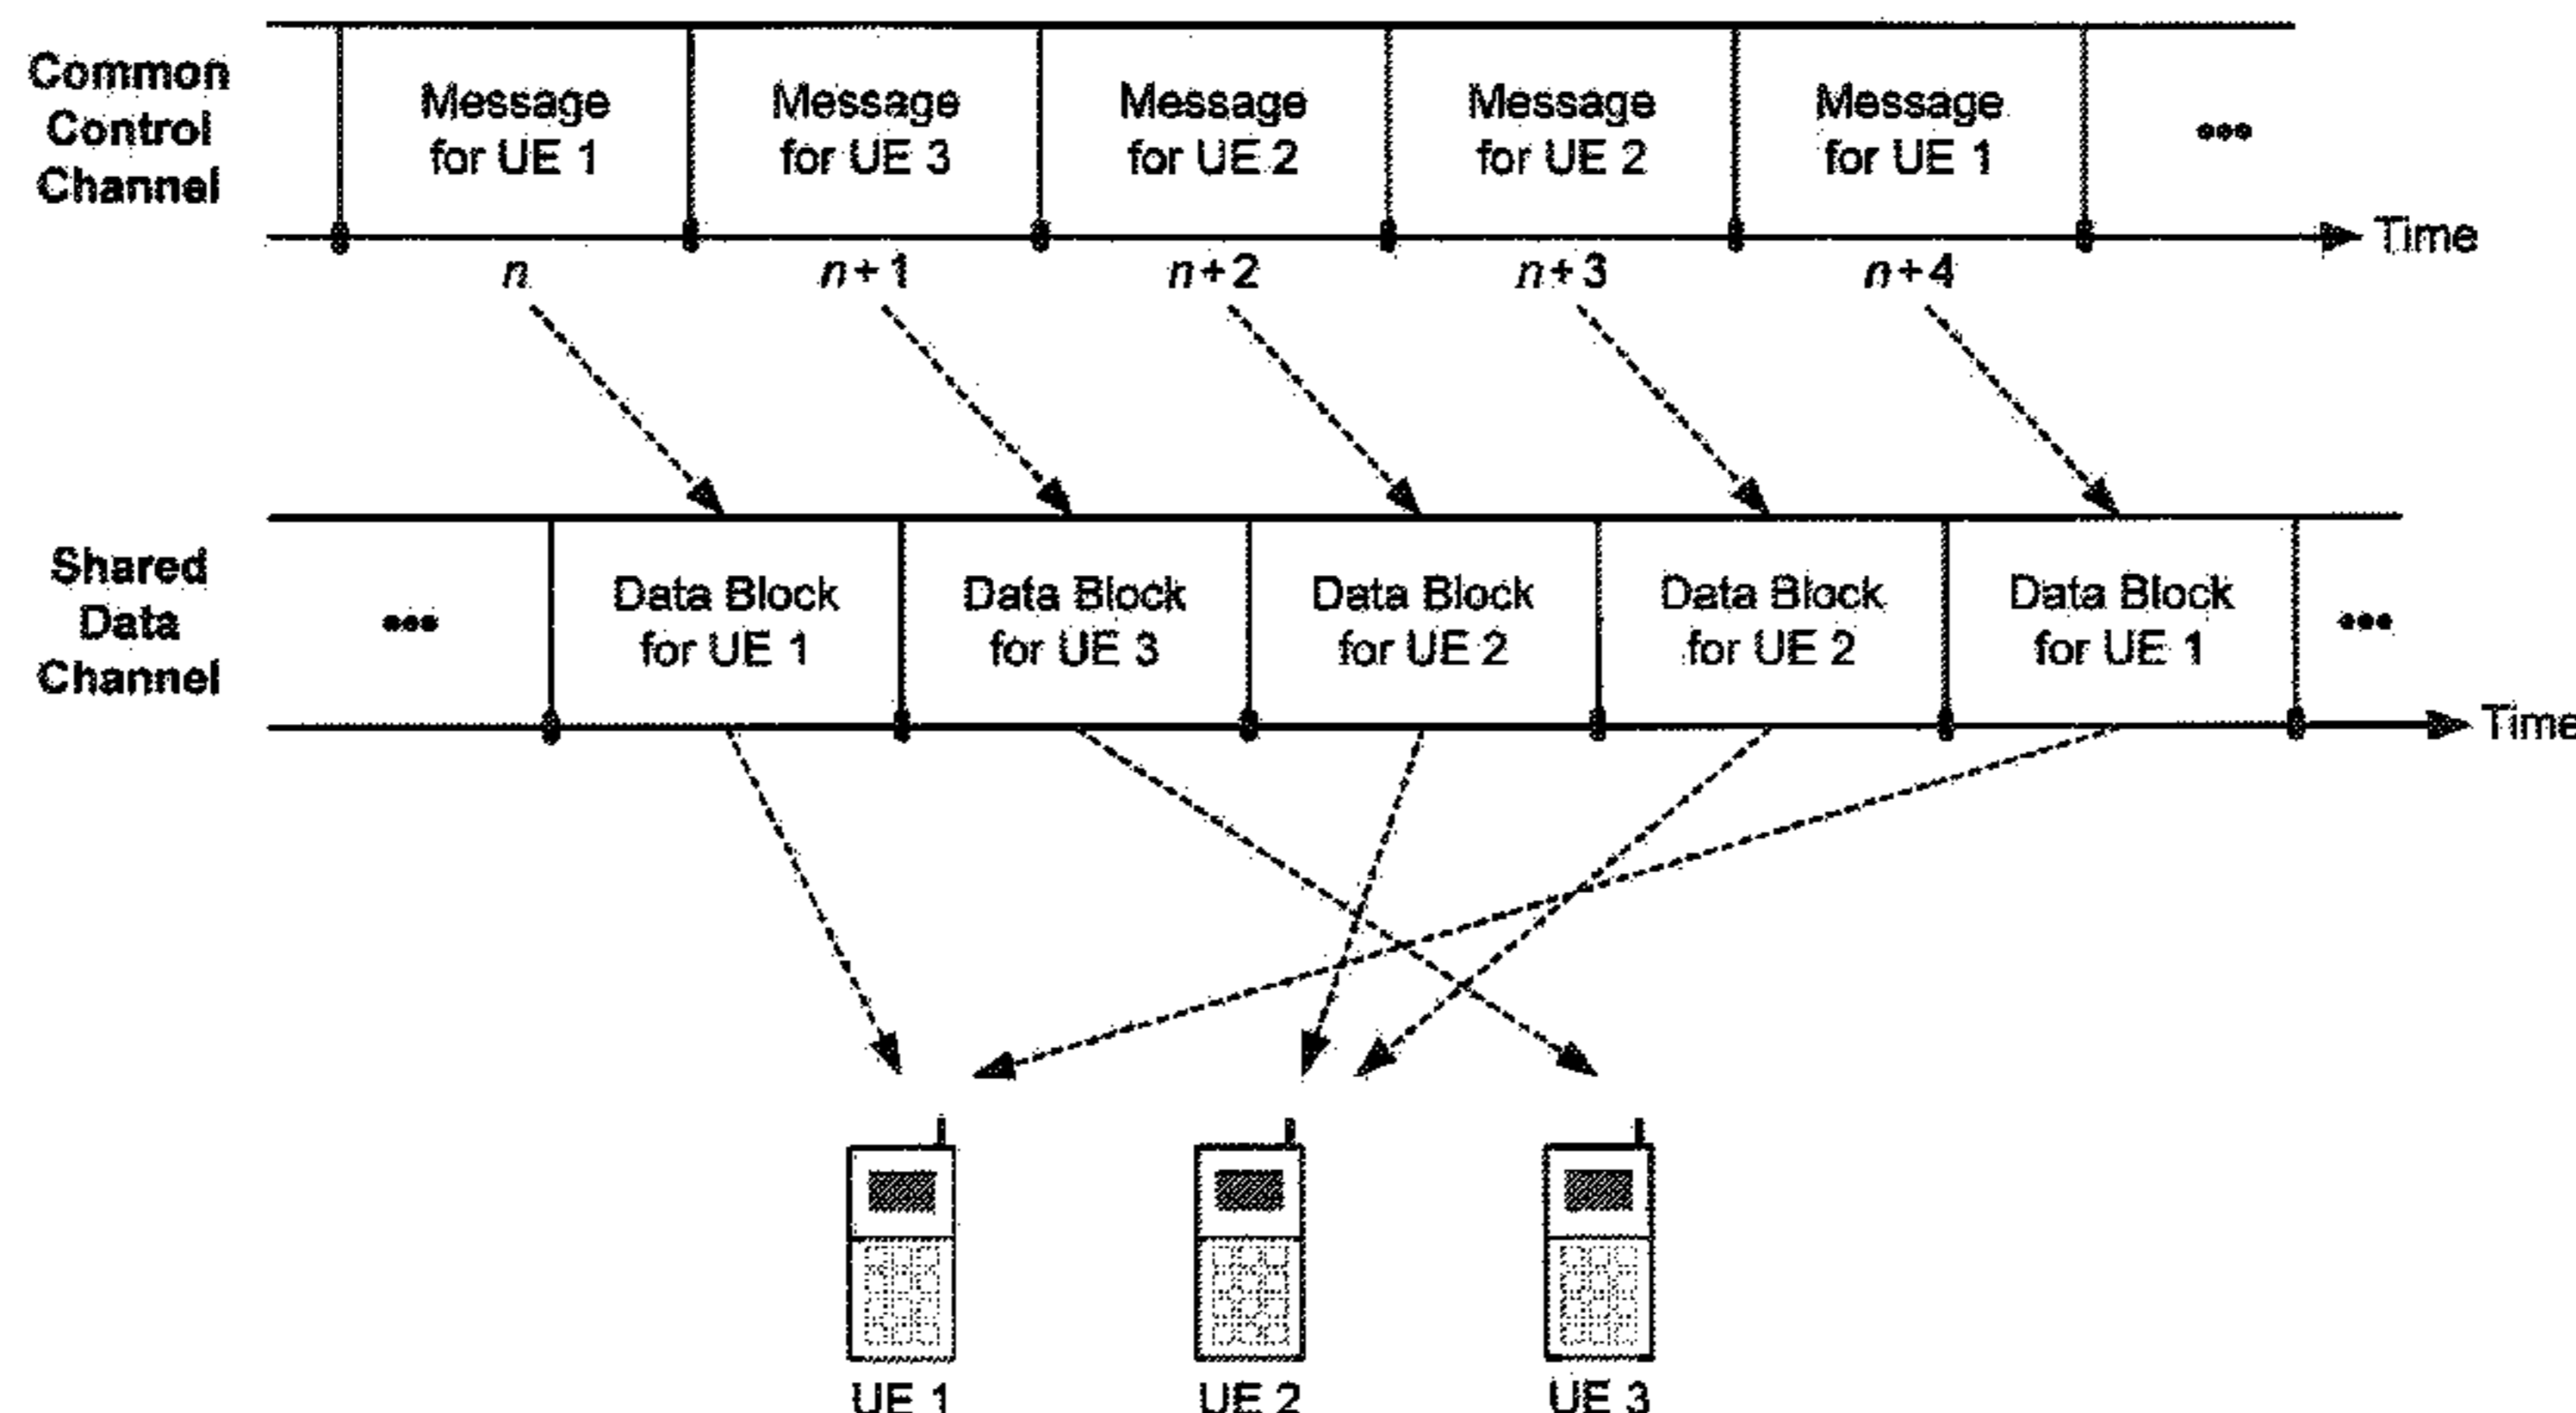 Common
Control
Channel
Message
for UE 1
Message
for UE 3
Message
for UE 2
Message
for UE 2
Message
for UE 1
•••
Time
n
n+1
n+2
n+3
n+4
Shared
Data
Channel
•••
Data Block
for UE 1
Data Block
for UE 3
Data Block
for UE 2
Data Block
for UE 2
Data Block
for UE 1
•••
Time
UE 1
UE 2
UE 3